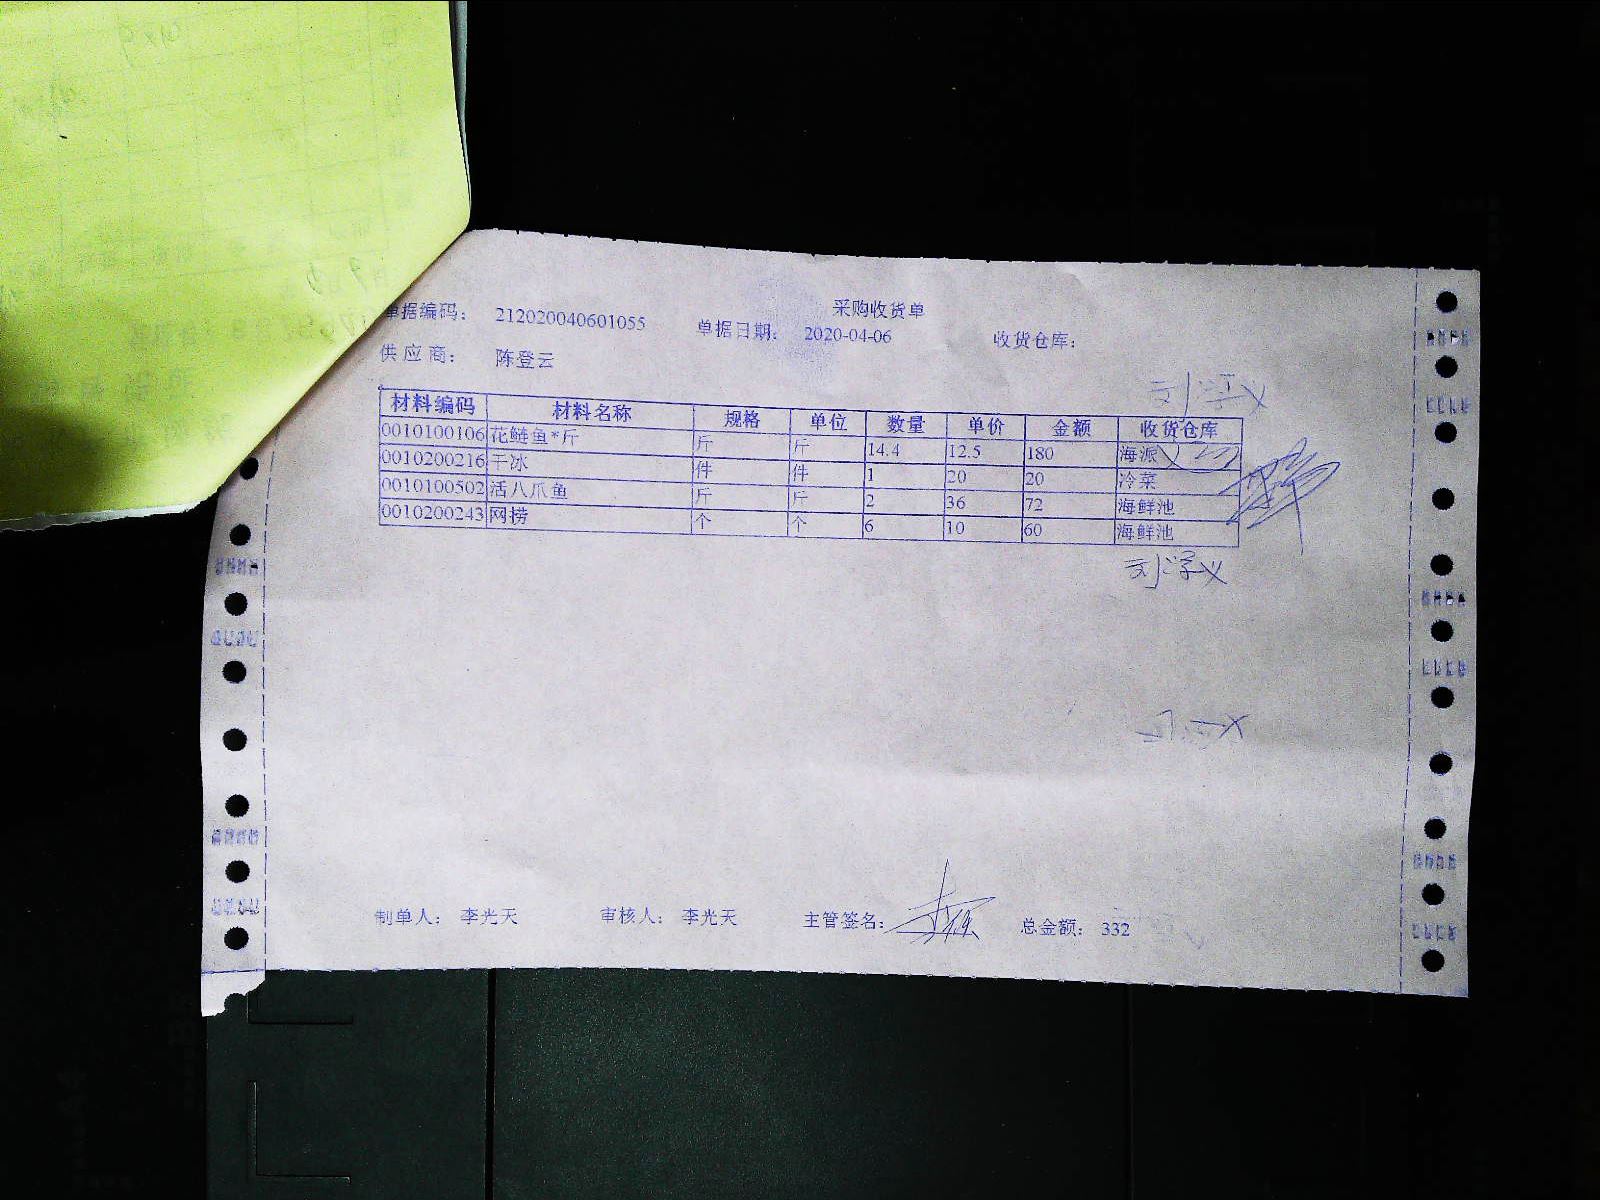 采购收货单
单据编码： 212020040601055 单据日期： 2020-04-06 收货仓库：
供应商： 陈登云
材料编码 材料名称 规格 单位 数量 单价 金额 收货仓库
0010100106 花鲢鱼*斤 斤 斤 14.4 12.5 180 海派
0010200216 干冰 件 件 1 20 20 冷菜
0010100502 活八爪鱼 斤 斤 2 36 72 海鲜池
0010200243 网捞 个 个 6 10 60 海鲜池
刘学义
制单人： 李光天 审核人： 李光天 主管签名： 总金额： 332